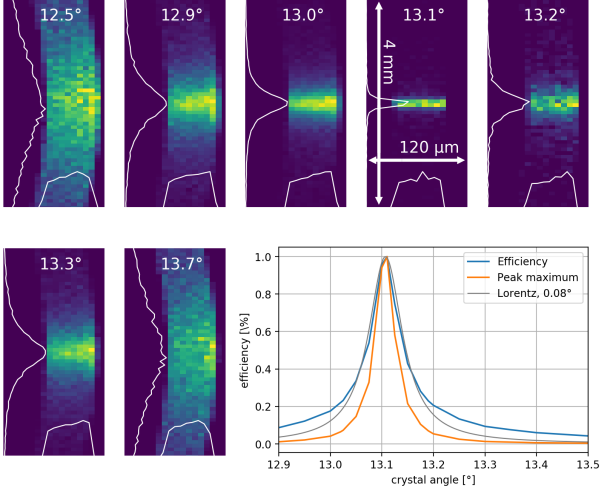 12.5°
12.9°
13.0°
13.1°
13.2°
4 mm
120 µm
13.3°
13.7°
efficiency [\%]
1.0
0.8
0.6
0.4
0.2
0.0
Efficiency
Peak maximum
Lorentz, 0.08°
12.9 13.0 13.1 13.2 13.3 13.4 13.5
crystal angle [°]